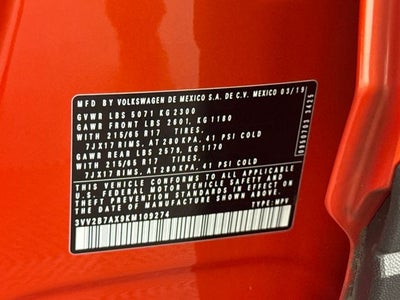 MFD. BY VOLKSWAGEN DE MEXICO S.A. DE C.V. MEXICO 03/19
GVWR LBS 5071 KG 2300
GAWR FRONT LBS 2601, KG 1180
WITH 215/65 R17 TIRES,
7JX17 RIMS, AT 280 KPA, 41 PSI COLD
GAWR REAR LBS 2579, KG 1170
WITH 215/65 R17 TIRES,
7JX17 RIMS, AT 280 KPA, 41 PSI COLD
THIS VEHICLE CONFORMS TO ALL APPLICABLE
U.S. FEDERAL MOTOR VEHICLE SAFETY, BUMPER AND
THEFT PREVENTION STANDARDS IN EFFECT ON THE
DATE OF MANUFACTURE SHOWN ABOVE.
3VV2B7AX9KM109274 TYPE: MPV